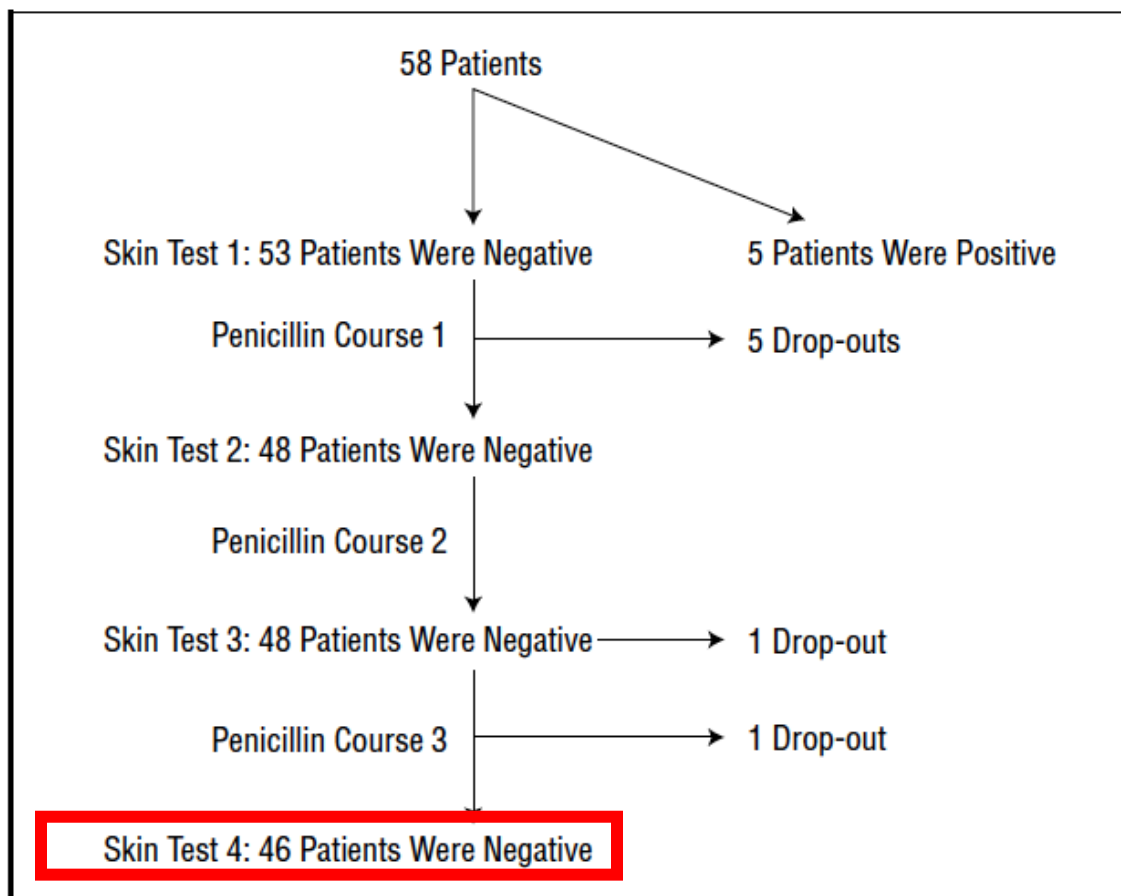 58 Patients
Skin Test 1: 53 Patients Were Negative
5 Patients Were Positive
Penicillin Course 1
5 Drop-outs
Skin Test 2: 48 Patients Were Negative
Penicillin Course 2
Skin Test 3: 48 Patients Were Negative
1 Drop-out
Penicillin Course 3
1 Drop-out
Skin Test 4: 46 Patients Were Negative